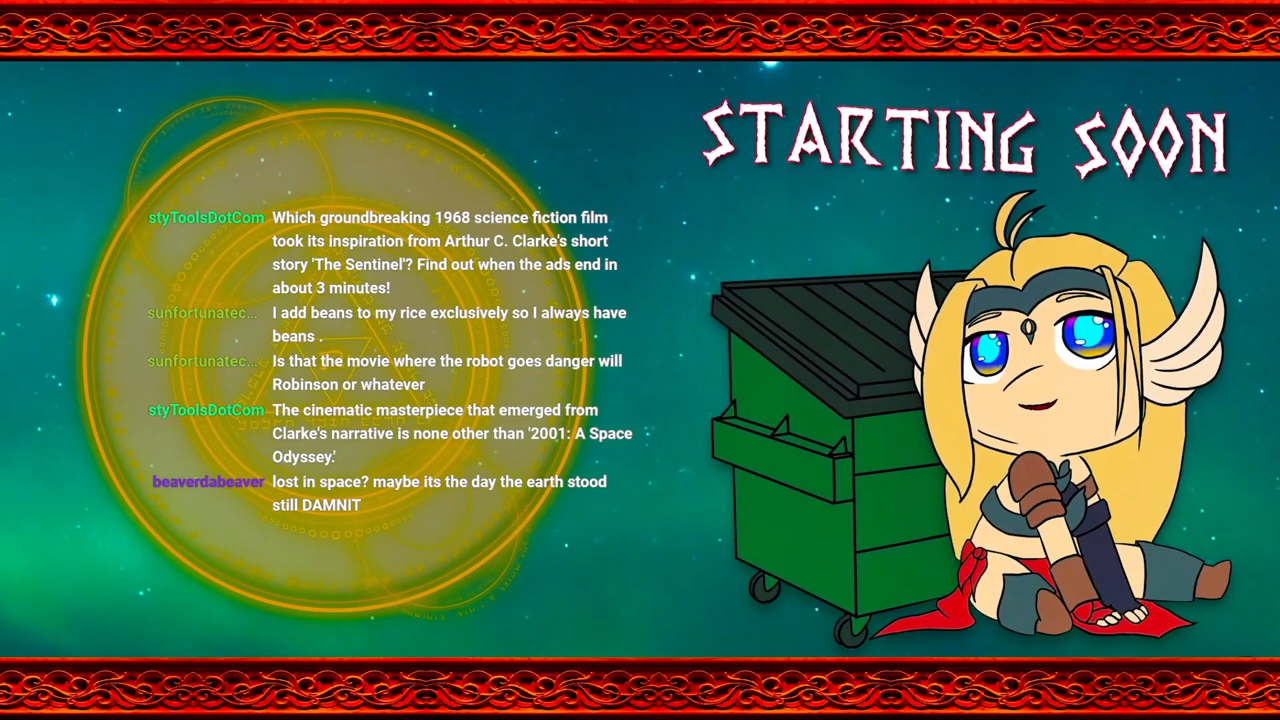 STARTING SOON
styToolsDotCom Which groundbreaking 1968 science fiction film
took its inspiration from Arthur C. Clarke's short
story 'The Sentinel'? Find out when the ads end in
about 3 minutes!
sunfortunatec... I add beans to my rice exclusively so I always have
beans .
sunfortunatec... Is that the movie where the robot goes danger will
Robinson or whatever
styToolsDotCom The cinematic masterpiece that emerged from
Clarke's narrative is none other than '2001: A Space
Odyssey.'
beaverdabeaver lost in space? maybe its the day the earth stood
still DAMNIT